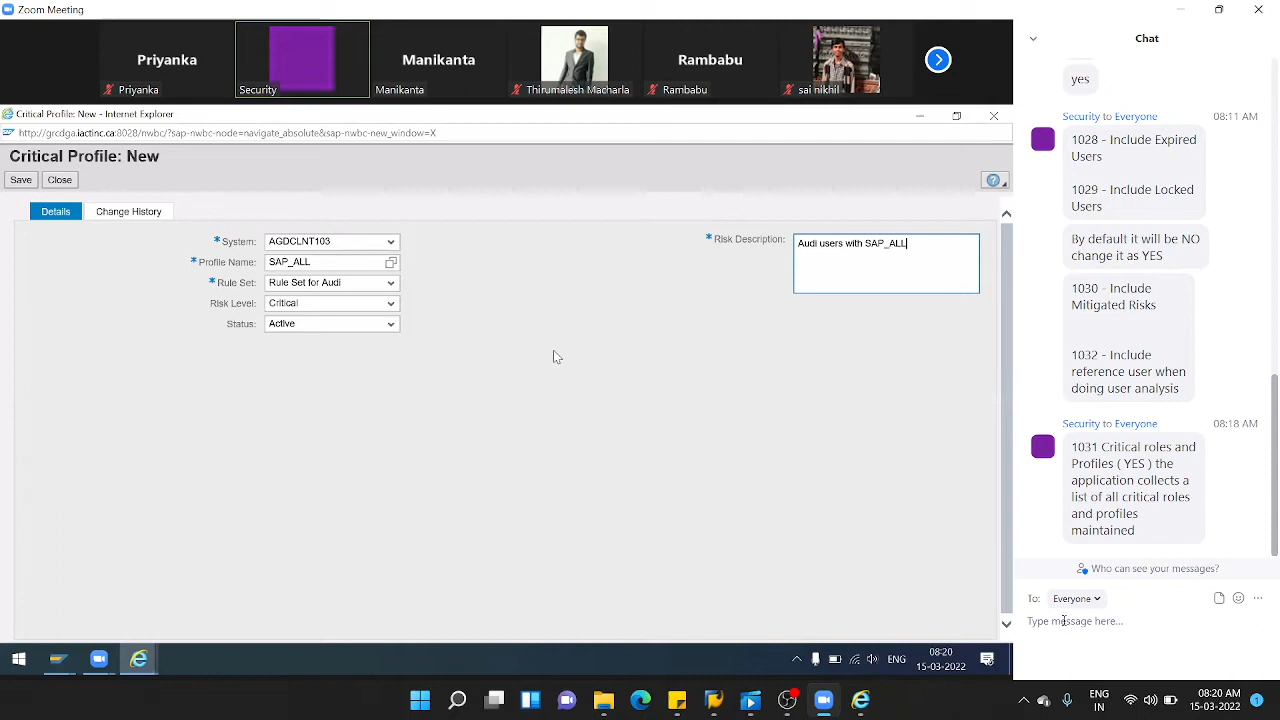 Zoom Meeting
Priyanka
Manikanta
Rambabu
Priyanka
Security
Manikanta
Thirumalesh Macharla
Rambabu
sai nikhil
Critical Profile: New - Internet Explorer
http://grcdga.iactinc.ca:8028/nwbc/?sap-nwbc-node=navigate_absolute&sap-nwbc-new_window=X
Critical Profile: New
Save
Close
Details
Change History
* System: AGDCLNT103
* Profile Name: SAP_ALL
* Rule Set: Rule Set for Audi
Risk Level: Critical
Status: Active
* Risk Description: Audi users with SAP_ALL
ENG
08:20
15-03-2022
Chat
yes
Security to Everyone 08:11 AM
1028 - Include Expired
Users
1029 - Include Locked
Users
By default it will be NO
change it as YES
1030 - Include
Mitigated Risks
1032 - Include
reference user when
doing user analysis
Security to Everyone 08:18 AM
1031 Critical roles and
Profiles ( YES ) the
application collects a
list of all critical roles
and profiles
maintained
Who can see your messages?
To: Everyone
Type message here...
ENG
IN
08:20 AM
15-03-2022
1